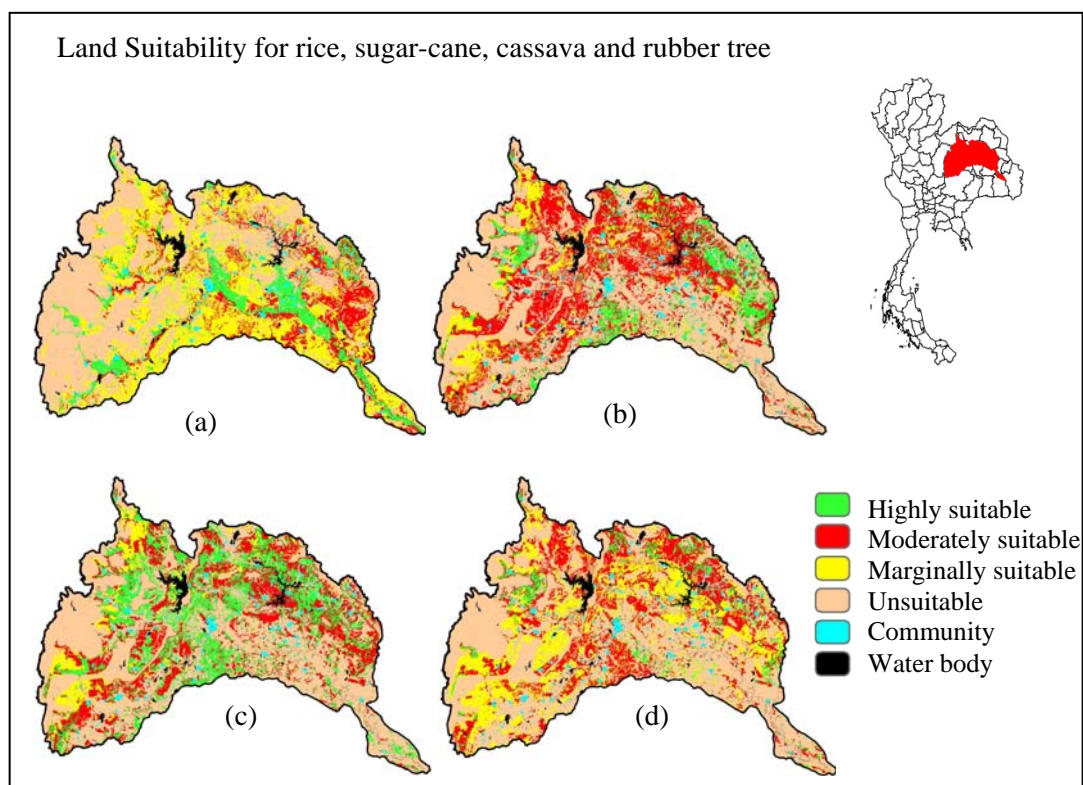 Land Suitability for rice, sugar-cane, cassava and rubber tree
(a)
(b)
(c)
(d)
Highly suitable
Moderately suitable
Marginally suitable
Unsuitable
Community
Water body